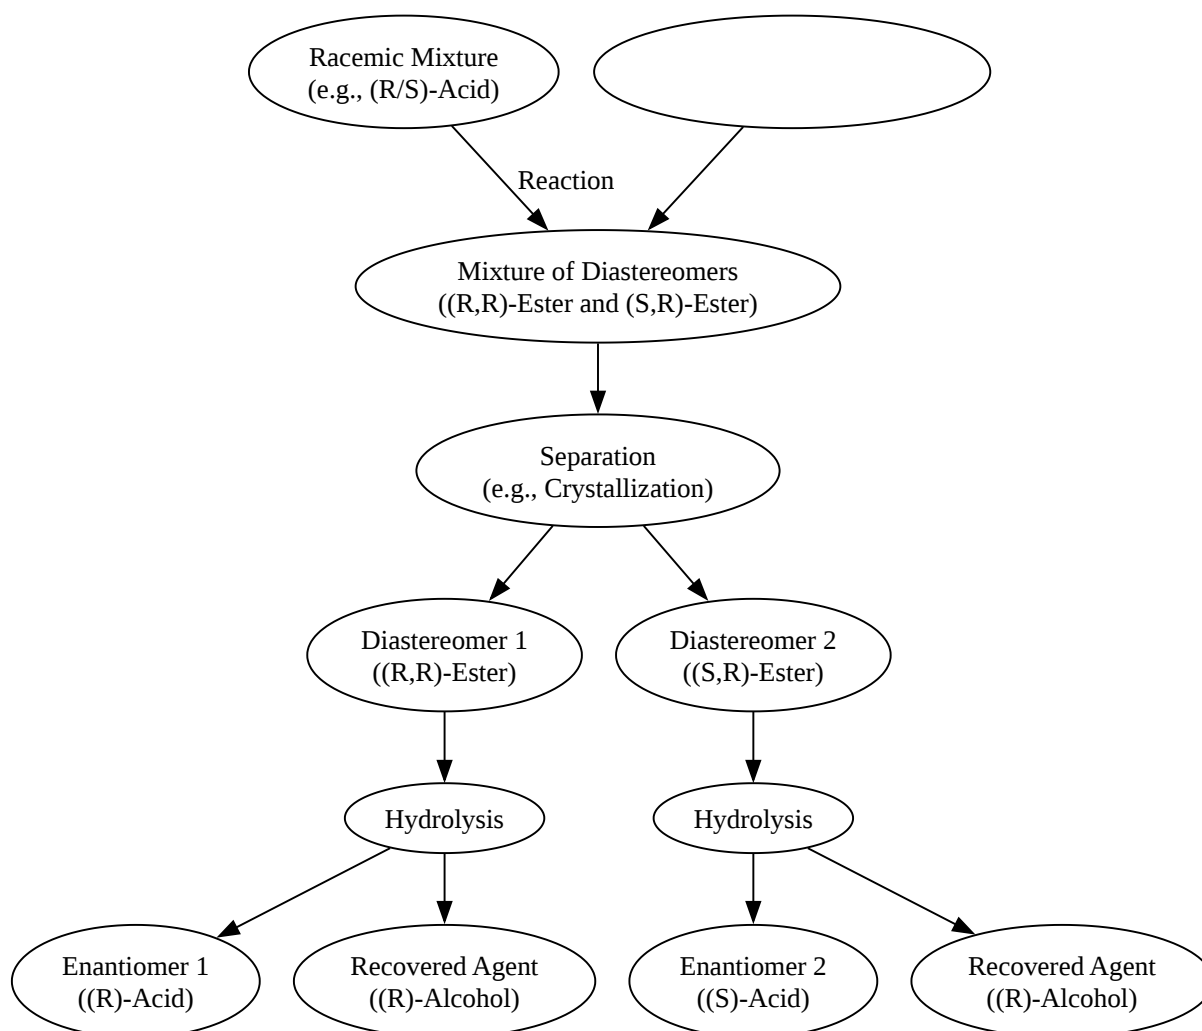 Racemic Mixture
(e.g., (R/S)-Acid)
Reaction
Mixture of Diastereomers
((R,R)-Ester and (S,R)-Ester)
Separation
(e.g., Crystallization)
Diastereomer 1
((R,R)-Ester)
Diastereomer 2
((S,R)-Ester)
Hydrolysis
Hydrolysis
Enantiomer 1
((R)-Acid)
Recovered Agent
((R)-Alcohol)
Enantiomer 2
((S)-Acid)
Recovered Agent
((R)-Alcohol)